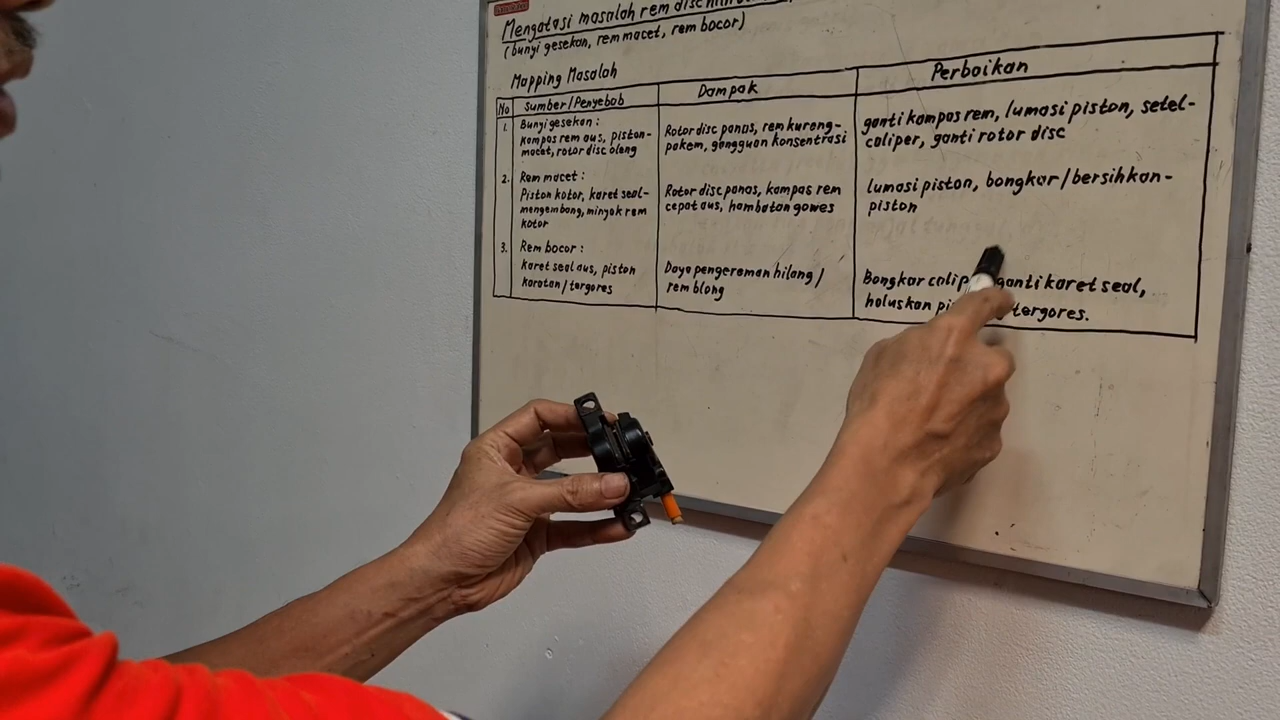 Mengatasi masalah rem disc
(bunyi gesekan, rem macet, rem bocor)
Mapping Masalah
No
Sumber/Penyebab
Dampak
Perbaikan
1.
Bunyi gesekan:
kampas rem aus, piston-
macet, rotor disc oleng
Rotor disc panas, rem kurang-
pakem, gangguan konsentrasi
ganti kampas rem, lumasi piston, setel-
caliper, ganti rotor disc
2.
Rem macet:
Piston kotor, karet seal-
mengembang, minyak rem
kotor
Rotor disc panas, kampas rem
cepat aus, hambatan gowes
lumasi piston, bongkar/bersihkan-
piston
3.
Rem bocor:
karet seal aus, piston
karatan/tergores
Daya pengereman hilang/
rem blong
Bongkar ganti karet seal,
haluskan tergores.